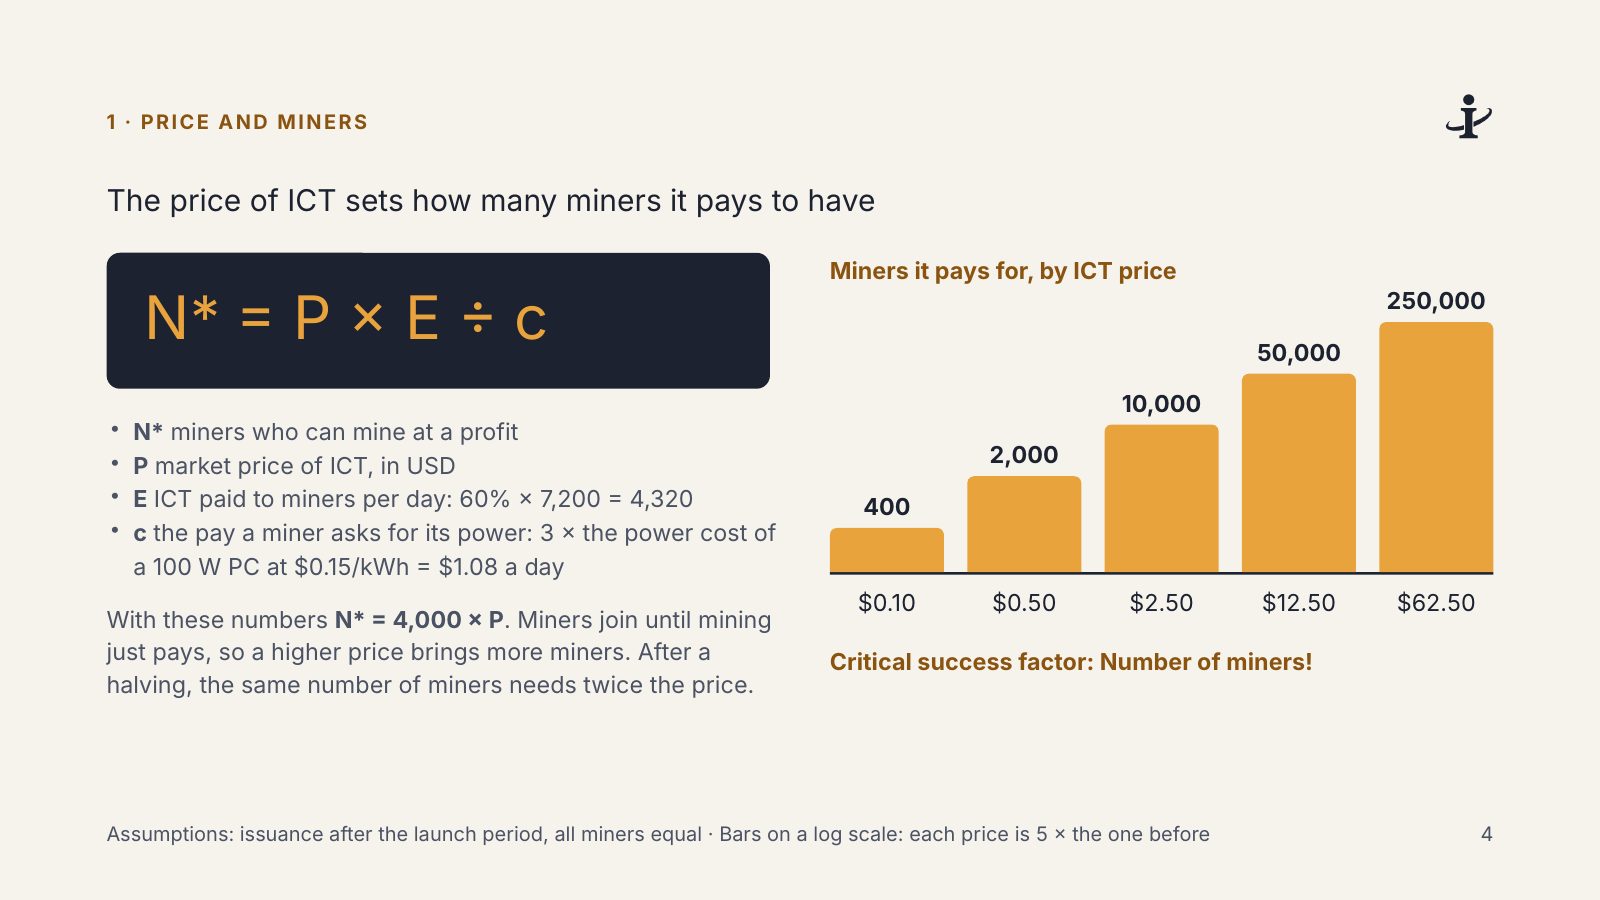 1 · PRICE AND MINERS
The price of ICT sets how many miners it pays to have
N* = P × E ÷ c
• N* miners who can mine at a profit
• P market price of ICT, in USD
• E ICT paid to miners per day: 60% × 7,200 = 4,320
• c the pay a miner asks for its power: 3 × the power cost of
a 100 W PC at $0.15/kWh = $1.08 a day
With these numbers N* = 4,000 × P. Miners join until mining
just pays, so a higher price brings more miners. After a
halving, the same number of miners needs twice the price.
Miners it pays for, by ICT price
400
2,000
10,000
50,000
250,000
$0.10
$0.50
$2.50
$12.50
$62.50
Critical success factor: Number of miners!
Assumptions: issuance after the launch period, all miners equal · Bars on a log scale: each price is 5 × the one before
4